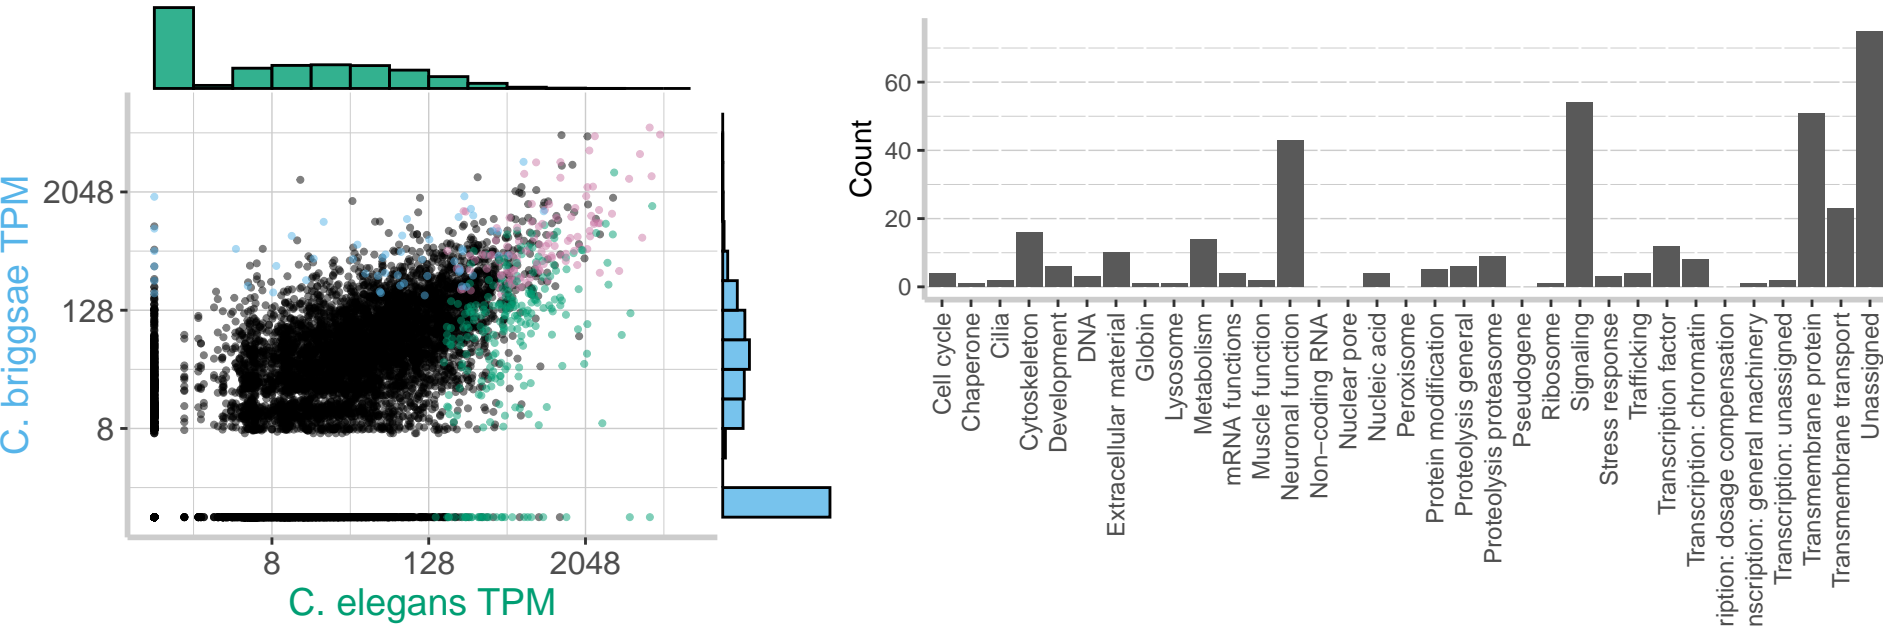 C. briggsae TPM
2048
128
8
8
128
2048
C. elegans TPM
Count
60
40
20
0
Cell cycle
Chaperone
Cilia
Cytoskeleton
Development
DNA
Extracellular material
Globin
Lysosome
Metabolism
mRNA functions
Muscle function
Neuronal function
Non−coding RNA
Nuclear pore
Nucleic acid
Peroxisome
Protein modification
Proteolysis general
Proteolysis proteasome
Pseudogene
Ribosome
Signaling
Stress response
Trafficking
Transcription factor
Transcription: chromatin
ription: dosage compensation
nscription: general machinery
Transcription: unassigned
Transmembrane protein
Transmembrane transport
Unassigned